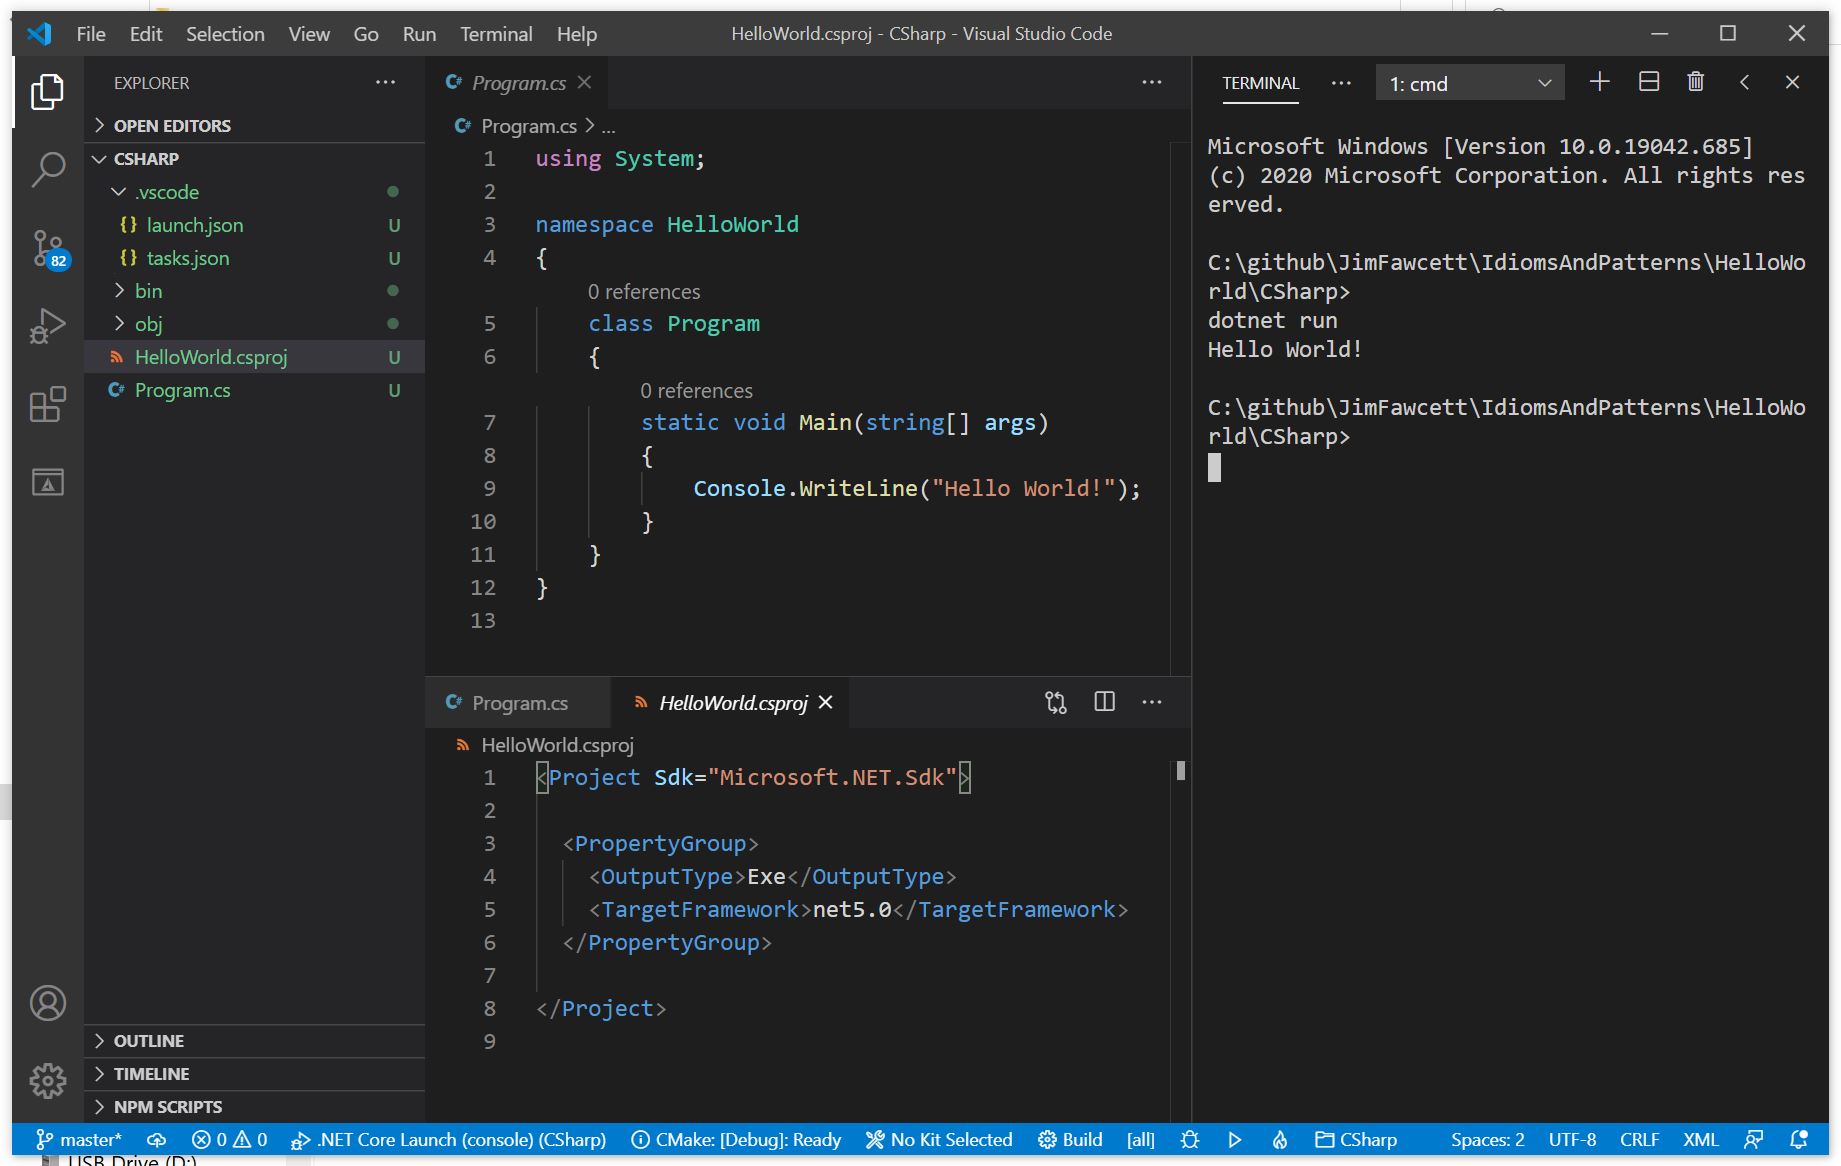 File Edit Selection View Go Run Terminal Help HelloWorld.csproj - CSharp - Visual Studio Code
EXPLORER
OPEN EDITORS
CSHARP
.vscode
launch.json U
tasks.json U
bin
obj
HelloWorld.csproj U
Program.cs U
82
OUTLINE
TIMELINE
NPM SCRIPTS
Program.cs
Program.cs > ...
1 using System;
2
3 namespace HelloWorld
4 {
0 references
5 class Program
6 {
0 references
7 static void Main(string[] args)
8 {
9 Console.WriteLine("Hello World!");
10 }
11 }
12 }
13
Program.cs HelloWorld.csproj
HelloWorld.csproj
1 <Project Sdk="Microsoft.NET.Sdk">
2
3 <PropertyGroup>
4 <OutputType>Exe</OutputType>
5 <TargetFramework>net5.0</TargetFramework>
6 </PropertyGroup>
7
8 </Project>
9
TERMINAL 1: cmd
Microsoft Windows [Version 10.0.19042.685]
(c) 2020 Microsoft Corporation. All rights res
erved.
C:\github\JimFawcett\IdiomsAndPatterns\HelloWo
rld\CSharp>
dotnet run
Hello World!
C:\github\JimFawcett\IdiomsAndPatterns\HelloWo
rld\CSharp>
master* 0 0 .NET Core Launch (console) (CSharp) CMake: [Debug]: Ready No Kit Selected Build [all] CSharp Spaces: 2 UTF-8 CRLF XML
USB Drive (D:)